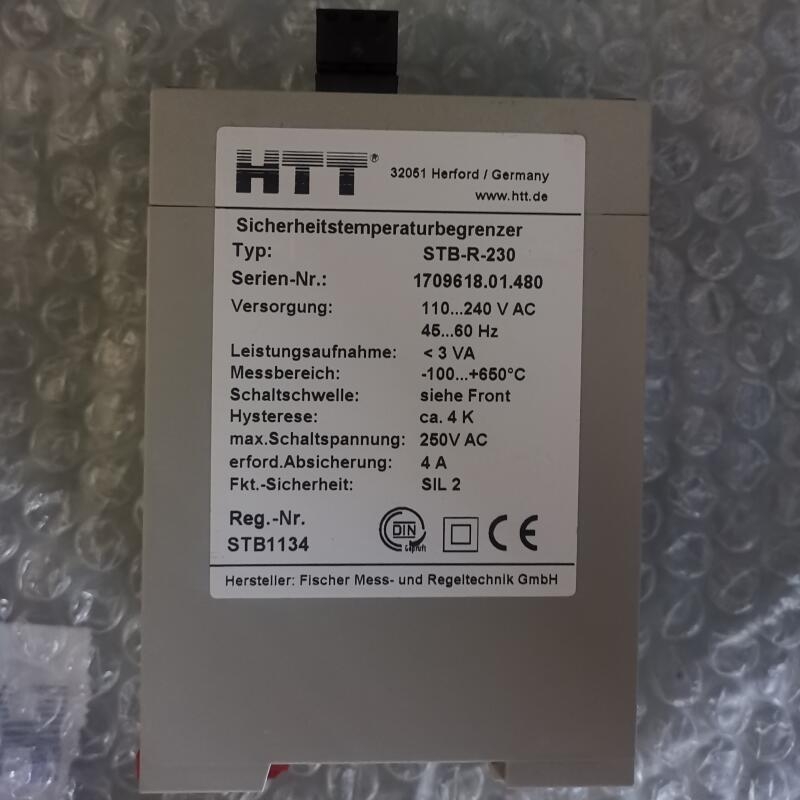 HTT® 32051 Herford / Germany
www.htt.de
Sicherheitstemperaturbegrenzer
Typ: STB-R-230
Serien-Nr.: 1709618.01.480
Versorgung: 110...240 V AC
45...60 Hz
Leistungsaufnahme: < 3 VA
Messbereich: -100...+650°C
Schaltschwelle: siehe Front
Hysterese: ca. 4 K
max.Schaltspannung: 250V AC
erford.Absicherung: 4 A
Fkt.-Sicherheit: SIL 2
Reg.-Nr.
STB1134
DIN
Geprüft
CE
Hersteller: Fischer Mess- und Regeltechnik GmbH